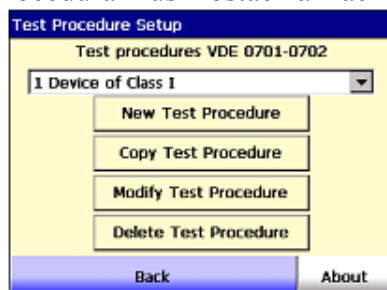 Test Procedure Setup
Test procedures VDE 0701-0702
1 Device of Class I
New Test Procedure
Copy Test Procedure
Modify Test Procedure
Delete Test Procedure
Back
About